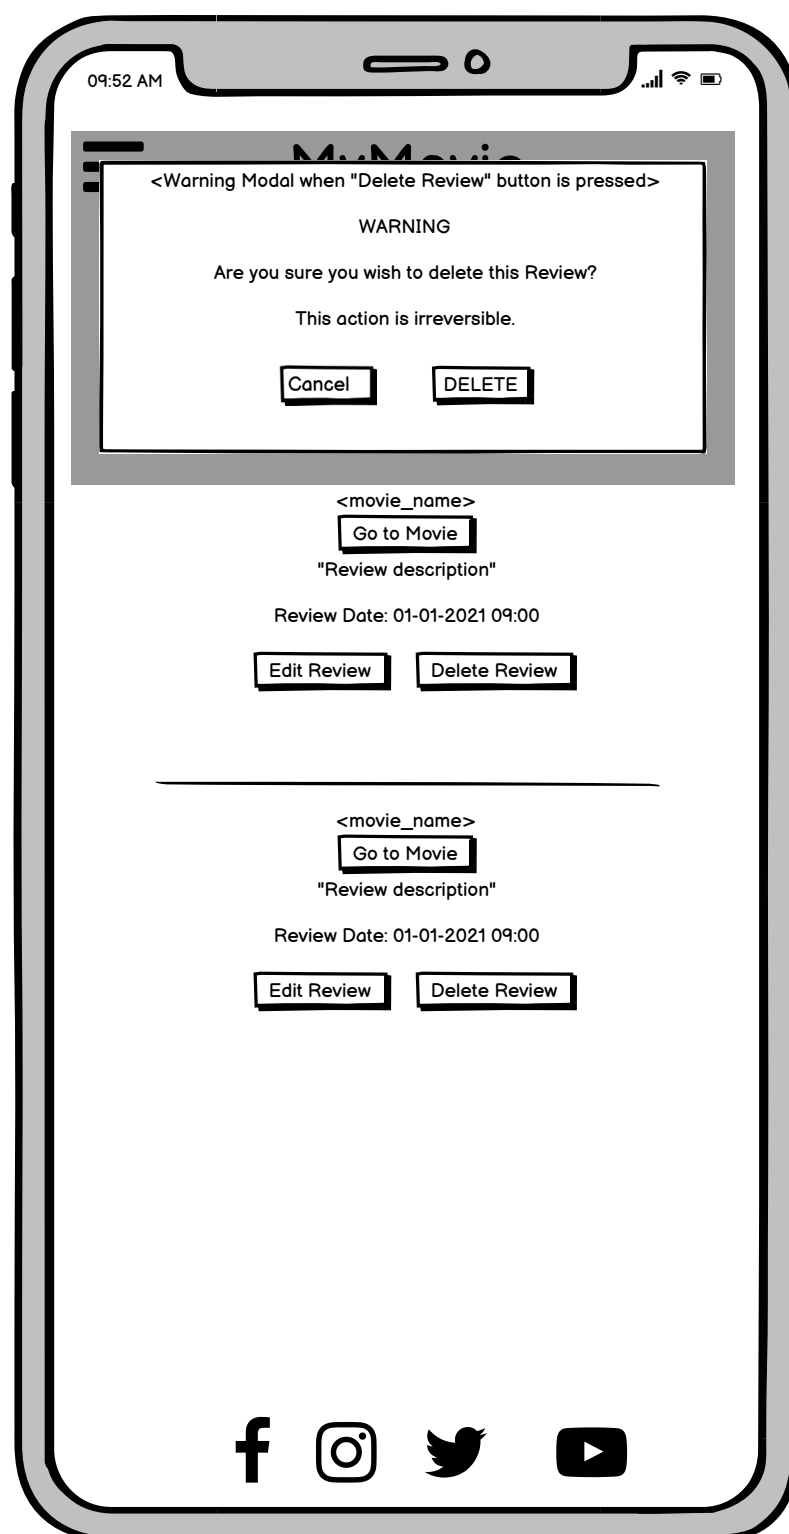 09:52 AM
MyMovie
<Warning Modal when "Delete Review" button is pressed>
WARNING
Are you sure you wish to delete this Review?
This action is irreversible.
Cancel DELETE
<movie_name>
Go to Movie
"Review description"
Review Date: 01-01-2021 09:00
Edit Review Delete Review
<movie_name>
Go to Movie
"Review description"
Review Date: 01-01-2021 09:00
Edit Review Delete Review